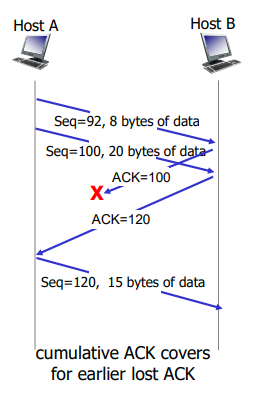 Host A
Host B
Seq=92, 8 bytes of data
Seq=100, 20 bytes of data
ACK=100
X
ACK=120
Seq=120, 15 bytes of data
cumulative ACK covers
for earlier lost ACK